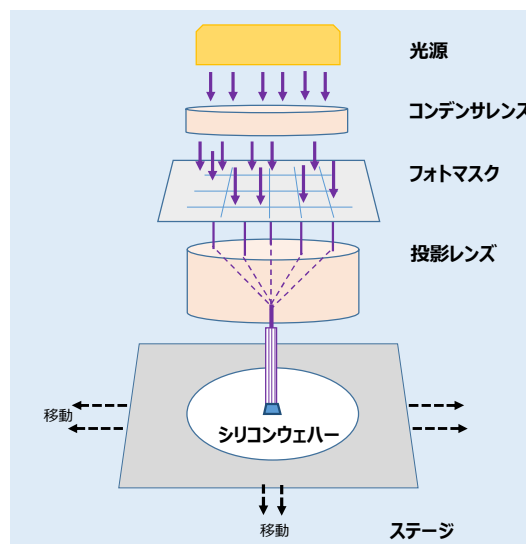 光源
コンデンサレンズ
フォトマスク
投影レンズ
移動
シリコンウェハー
移動
ステージ